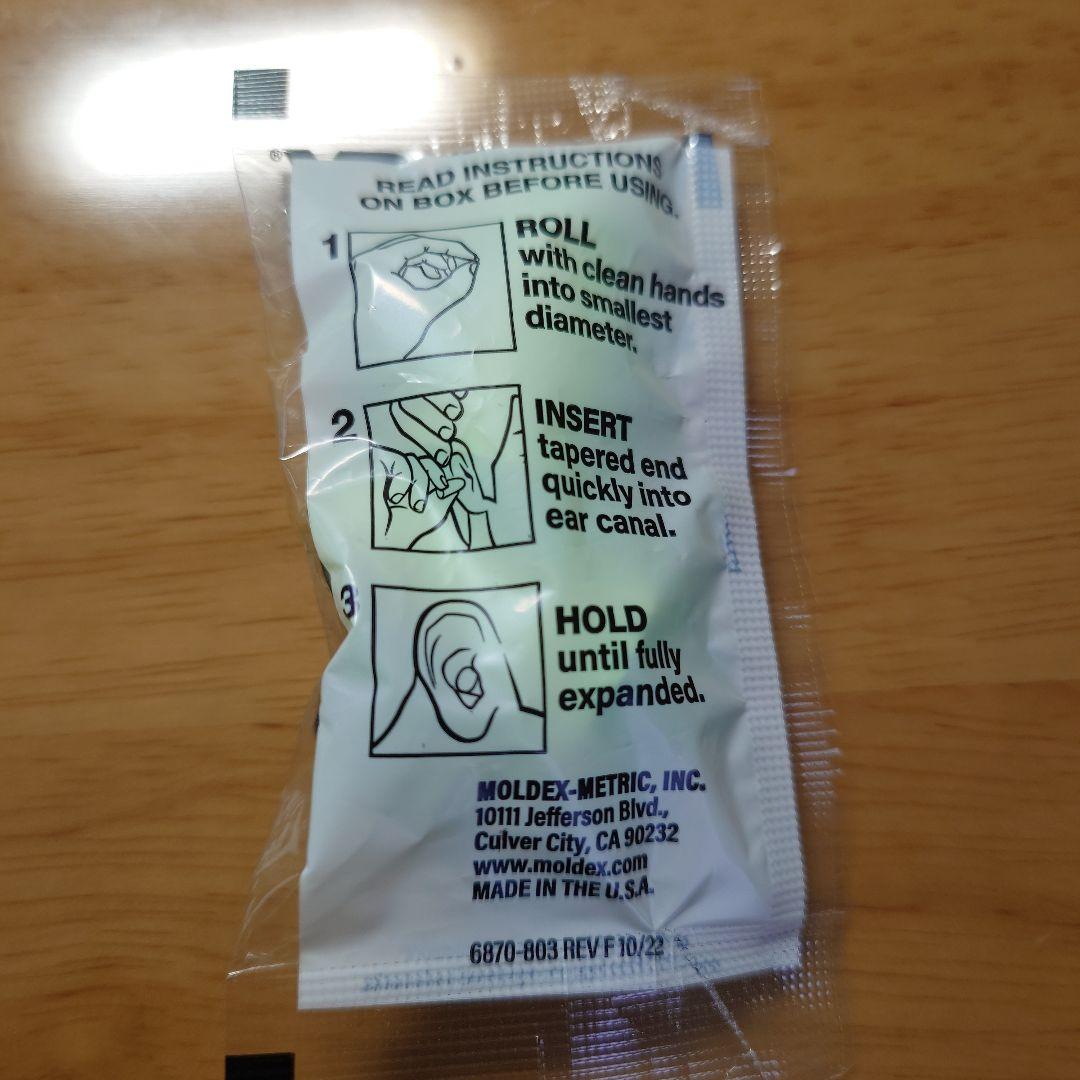 ®
READ INSTRUCTIONS
ON BOX BEFORE USING.
1
ROLL
with clean hands
into smallest
diameter.
2
INSERT
tapered end
quickly into
ear canal.
3
HOLD
until fully
expanded.
MOLDEX-METRIC, INC.
10111 Jefferson Blvd.,
Culver City, CA 90232
www.moldex.com
MADE IN THE U.S.A.
6870-803 REV F 10/22